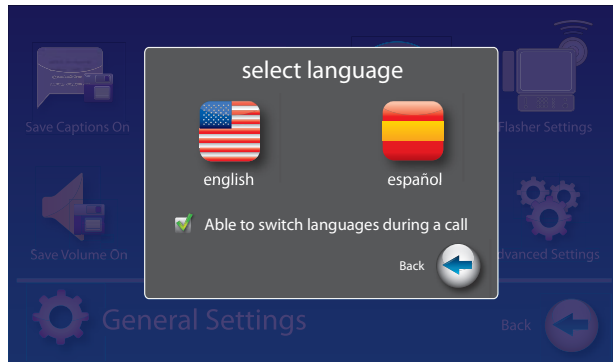 select language
Save Captions On
Flasher Settings
english
español
Able to switch languages during a call
Save Volume On
Back
dvanced Settings
General Settings
Back